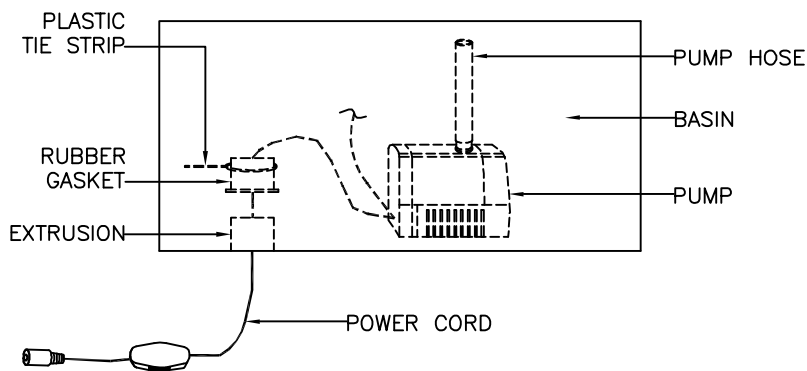 PLASTIC
TIE STRIP
PUMP HOSE
BASIN
RUBBER
GASKET
PUMP
EXTRUSION
POWER CORD